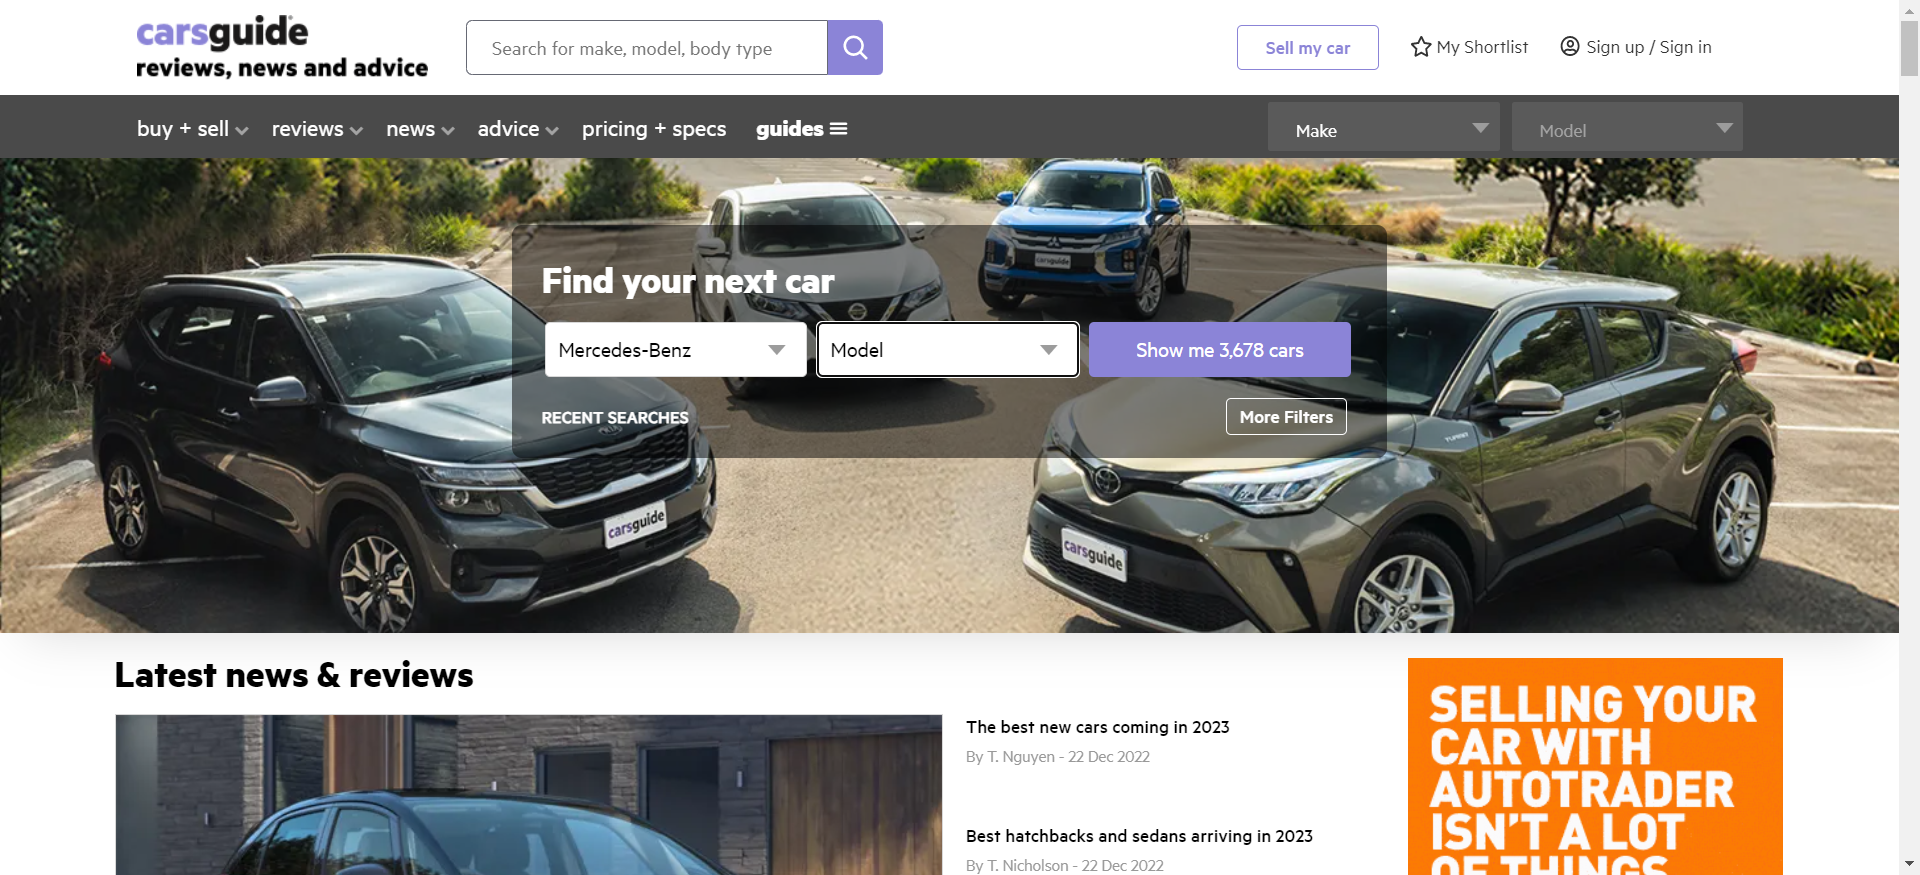 carsguide
reviews, news and advice
Search for make, model, body type
Sell my car
My Shortlist
Sign up / Sign in
buy + sell
reviews
news
advice
pricing + specs
guides
Make
Model
Find your next car
Mercedes-Benz
Model
Show me 3,678 cars
RECENT SEARCHES
More Filters
carsguide
carsguide
carsguide
Latest news & reviews
The best new cars coming in 2023
By T. Nguyen - 22 Dec 2022
Best hatchbacks and sedans arriving in 2023
By T. Nicholson - 22 Dec 2022
SELLING YOUR
CAR WITH
AUTOTRADER
ISN'T A LOT
OF THINGS